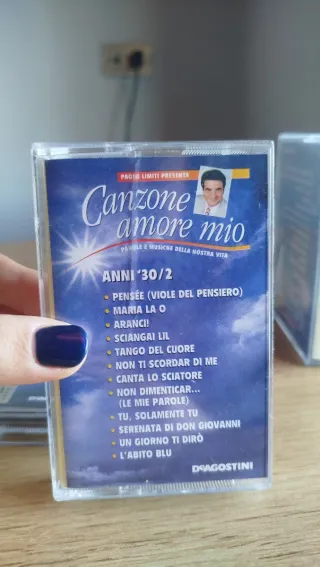 PAOLO LIMITI PRESENTA
Canzone
amore mio
PAROLE E MUSICHE DELLA NOSTRA VITA
ANNI '30/2
• PENSÉE (VIOLE DEL PENSIERO)
• MARIA LA O
• ARANCI!
• SCIANGAI LIL
• TANGO DEL CUORE
• NON TI SCORDAR DI ME
• CANTA LO SCIATORE
• NON DIMENTICAR...
(LE MIE PAROLE)
• TU, SOLAMENTE TU
• SERENATA DI DON GIOVANNI
• UN GIORNO TI DIRÒ
• L'ABITO BLU
DEAGOSTINI